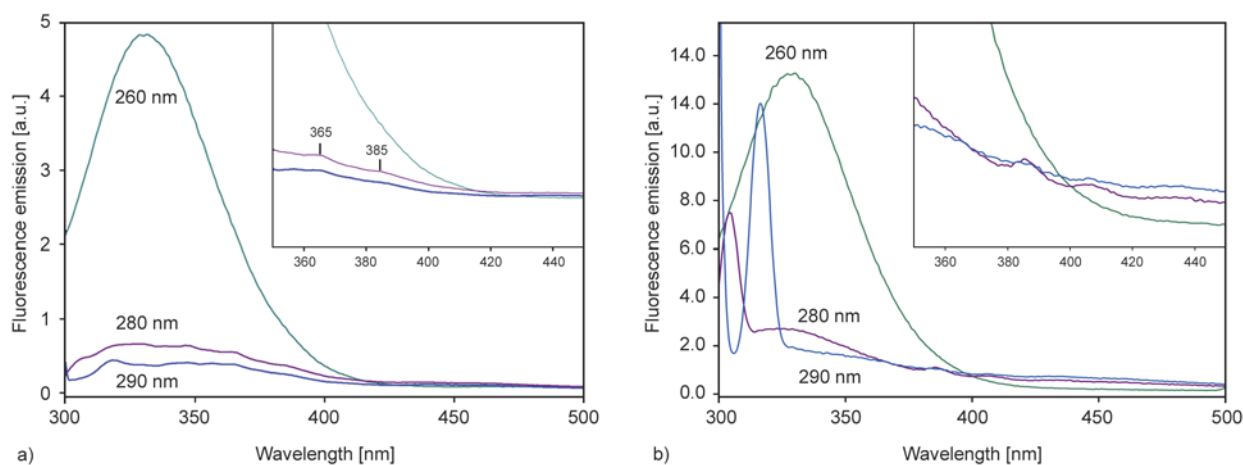 Fluorescence emission [a.u.]
5
4
3
2
1
0
260 nm
280 nm
290 nm
365
385
360 380 400 420 440
300 350 400 450 500
a) Wavelength [nm]
Fluorescence emission [a.u.]
14.0
14.0
13.0
8.0
6.0
4.0
2.0
0.0
260 nm
280 nm
290 nm
360 380 400 420 440
300 350 400 450 500
b) Wavelength [nm]